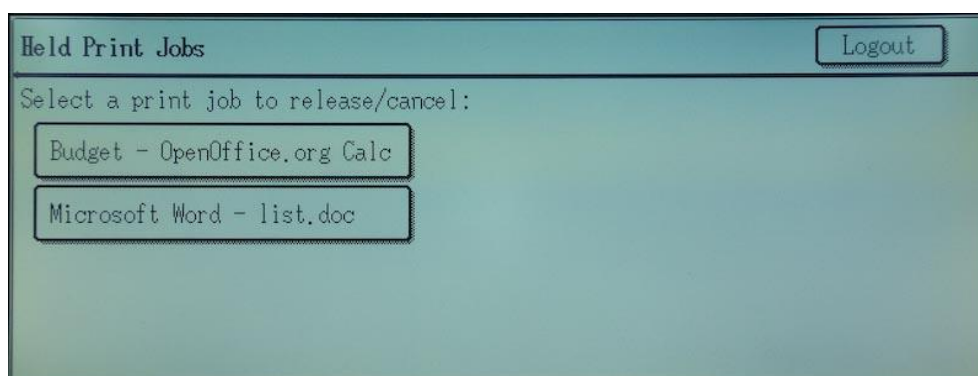 Held Print Jobs
Logout
Select a print job to release/cancel:
Budget - OpenOffice.org Calc
Microsoft Word - list.doc